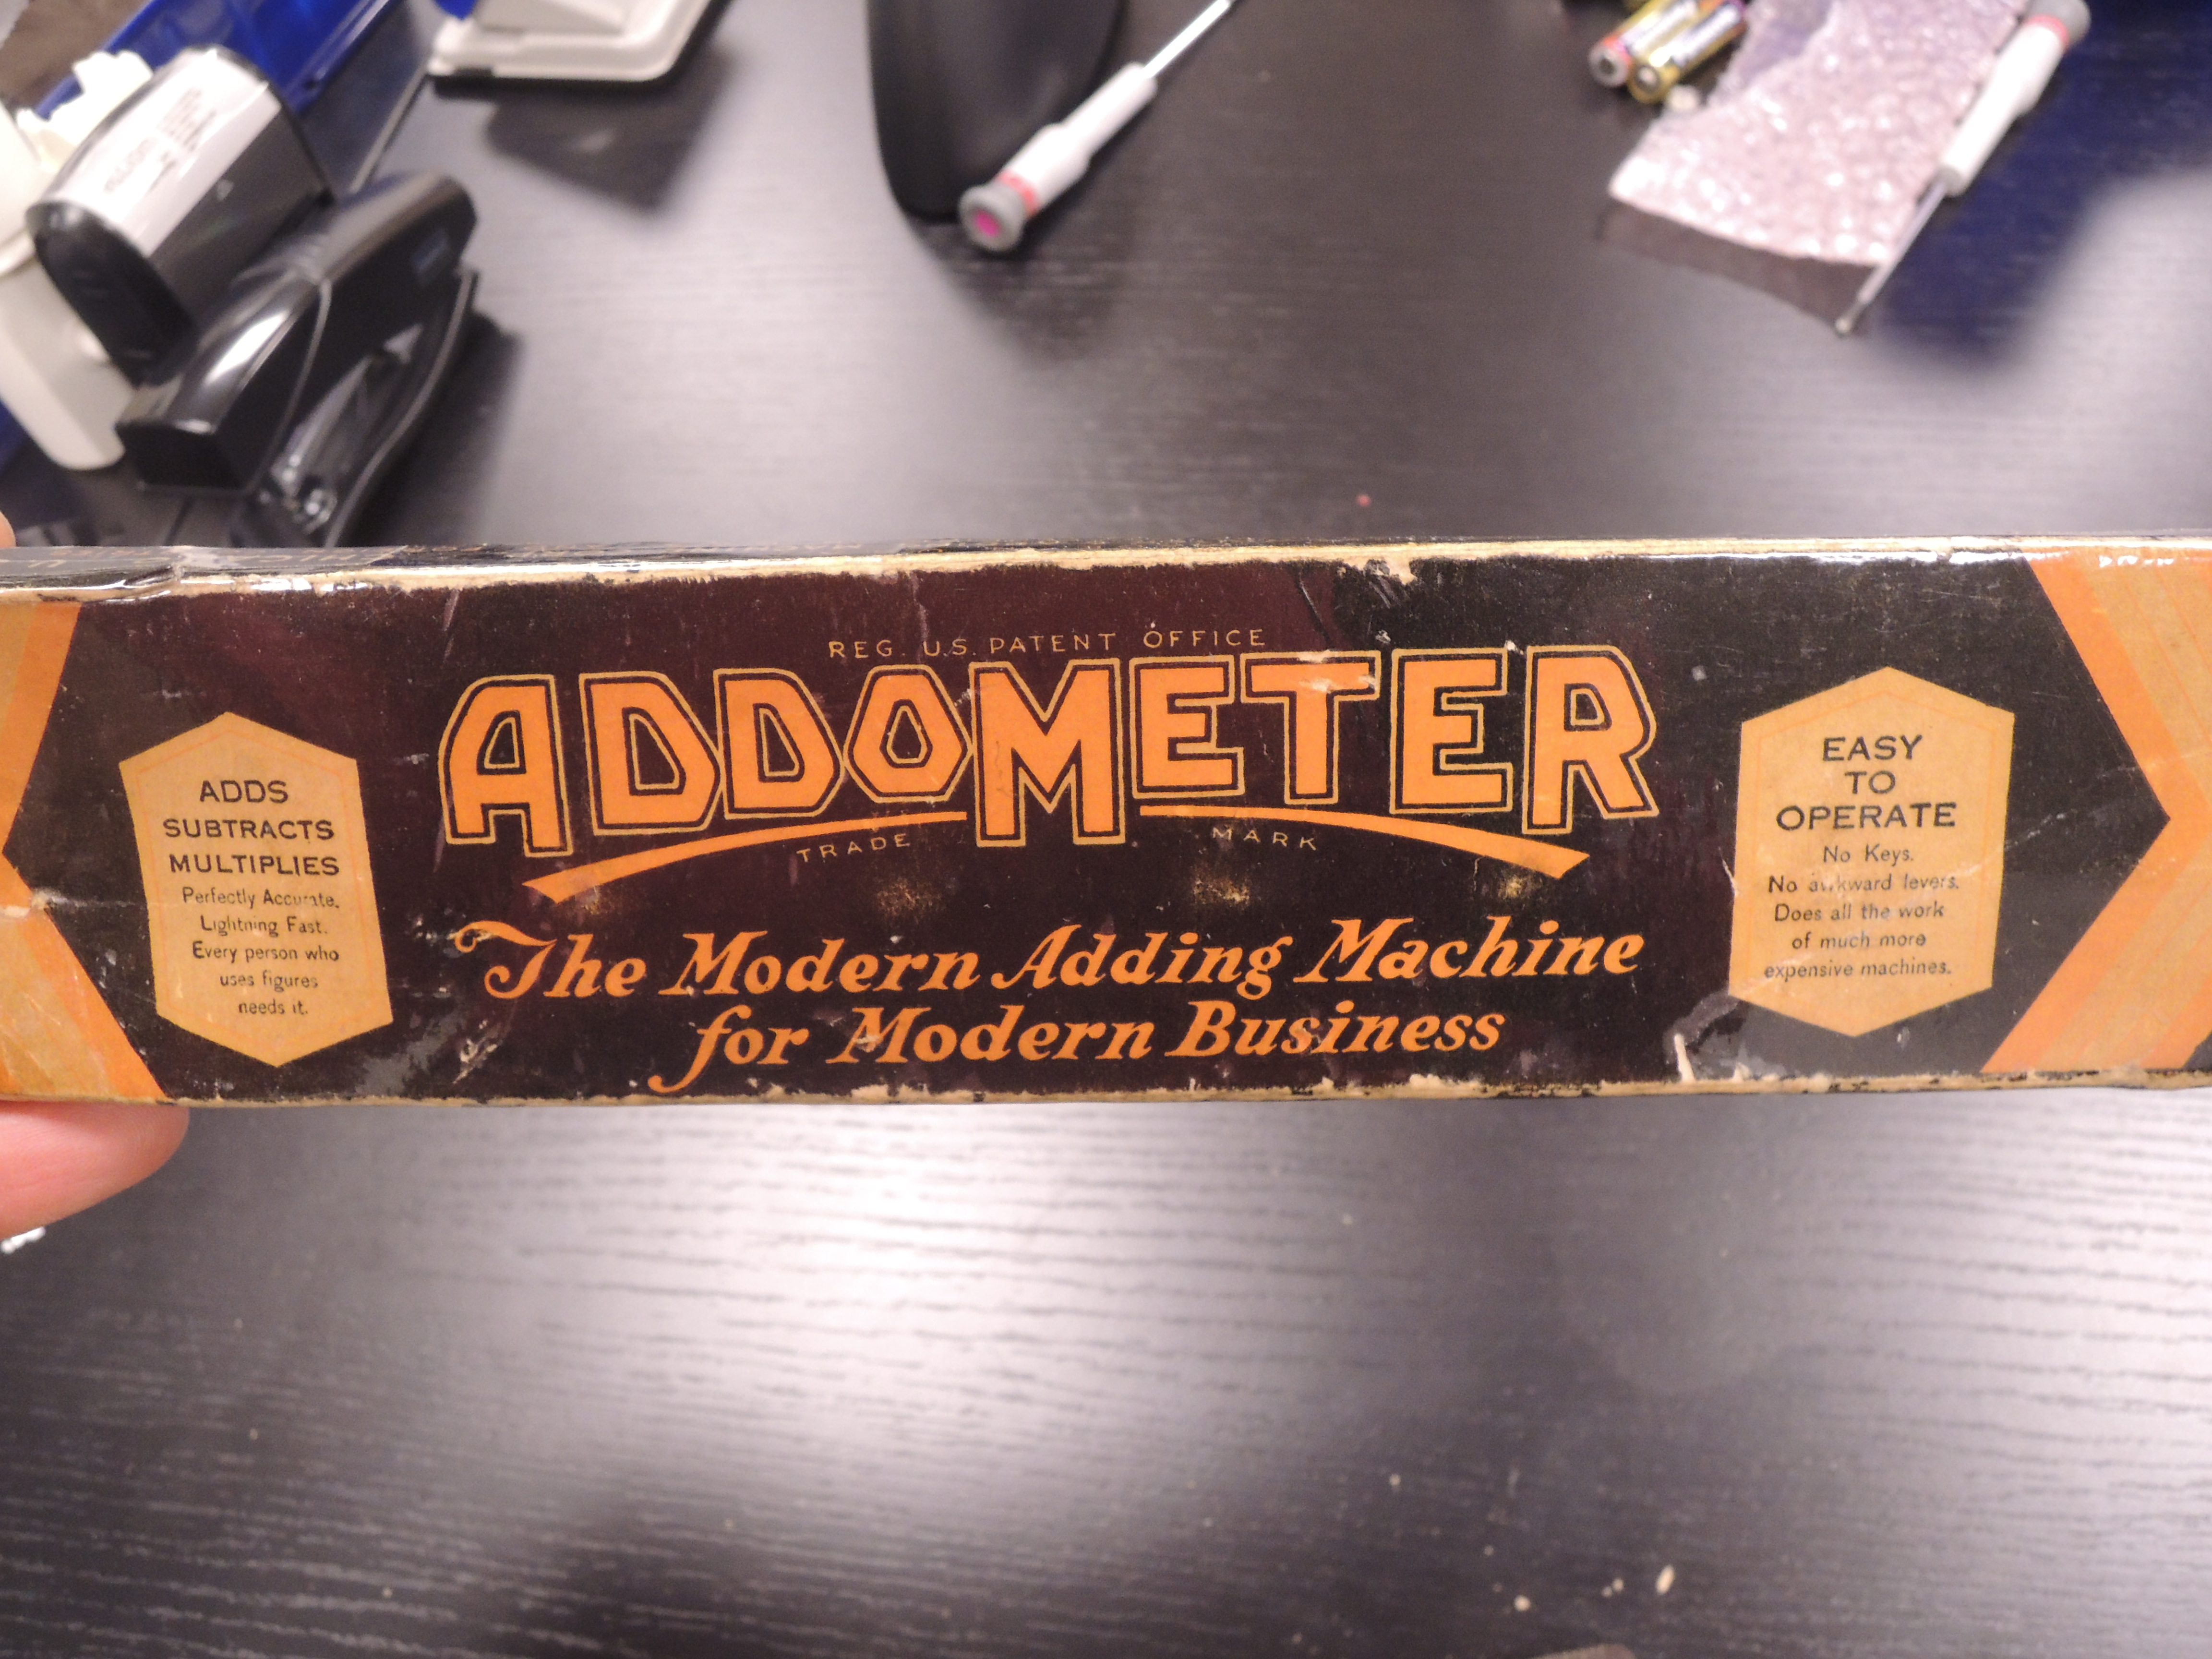 REG. U.S. PATENT OFFICE
ADDOMETER
TRADE MARK
The Modern Adding Machine
for Modern Business
ADDS
SUBTRACTS
MULTIPLIES
Perfectly Accurate.
Lightning Fast.
Every person who
uses figures
needs it.
EASY
TO
OPERATE
No Keys.
No awkward levers.
Does all the work
of much more
expensive machines.